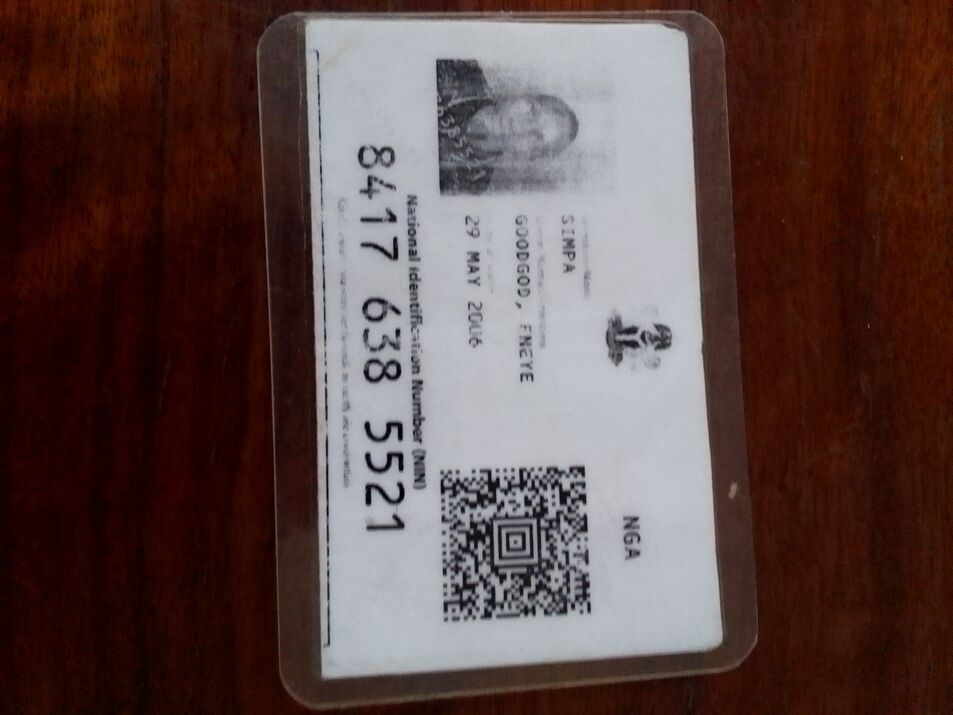 NGA
SIMPA
GOODGOD, ENEYE
29 MAY 2006
National Identification Number (NIN)
8417 638 5521